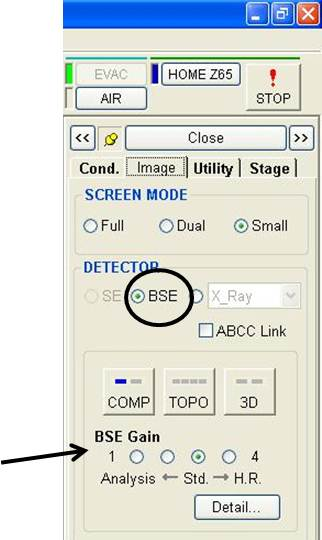 EVAC HOME Z65
AIR STOP
<< Close >>
Cond. Image Utility Stage
SCREEN MODE
Full Dual Small
DETECTOR
SE BSE X_Ray
ABCC Link
COMP TOPO 3D
BSE Gain
1 4
Analysis ← Std. → H.R.
Detail...